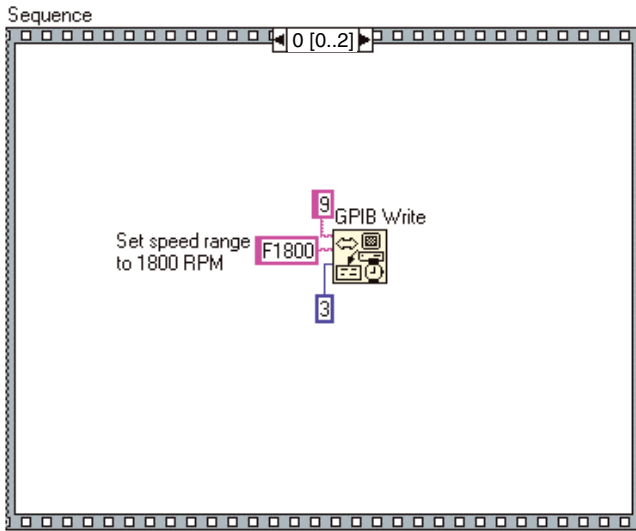 Sequence
0 [0..2]
9
GPIB Write
Set speed range
to 1800 RPM
F1800
3